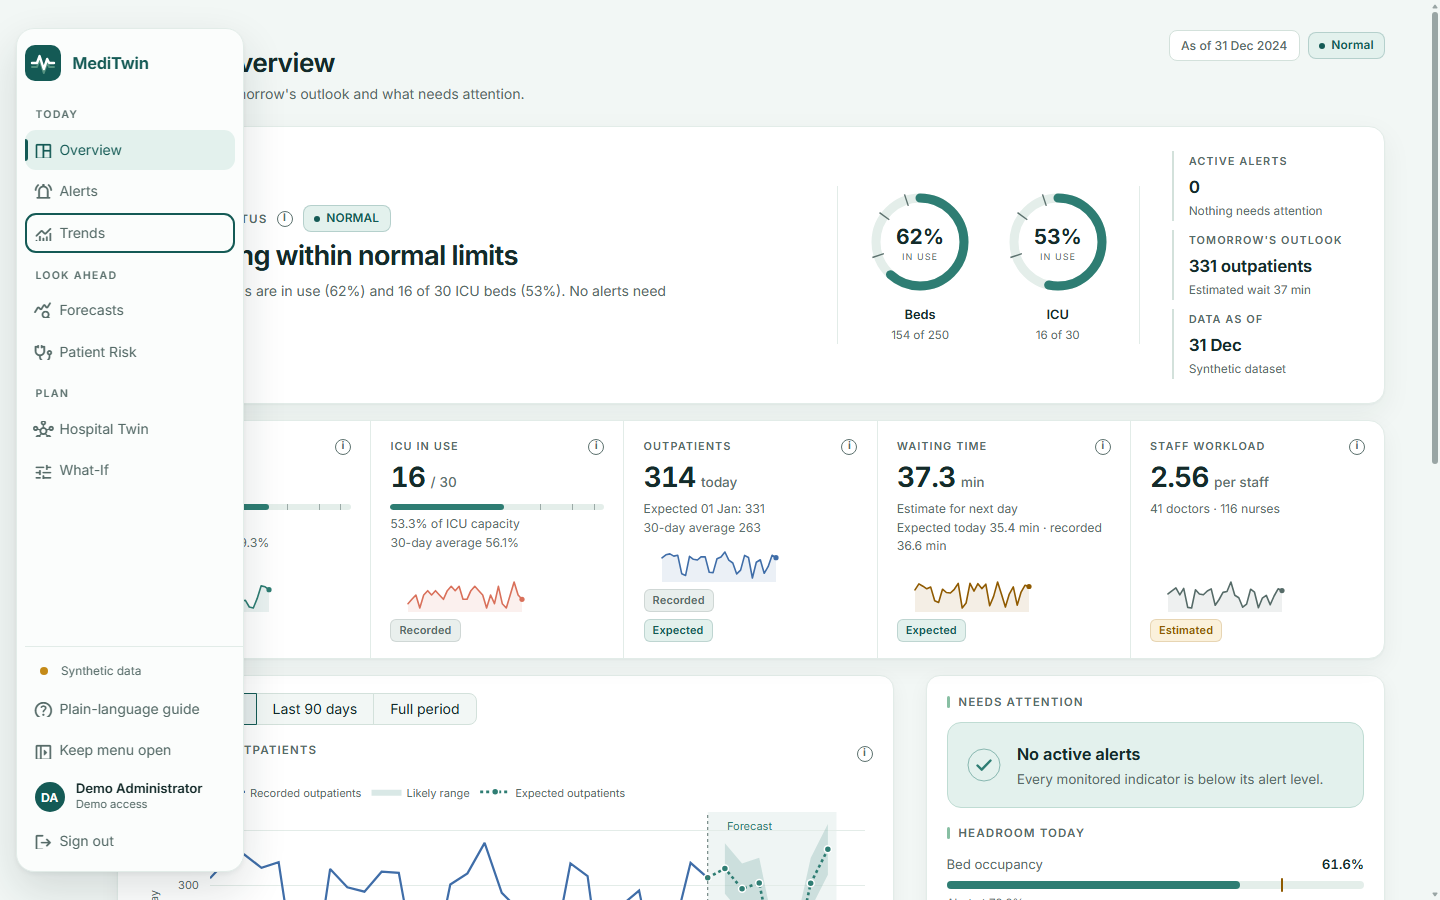 MediTwin
TODAY
Overview
Alerts
Trends
LOOK AHEAD
Forecasts
Patient Risk
PLAN
Hospital Twin
What-If
Synthetic data
Plain-language guide
Keep menu open
DA
Demo Administrator
Demo access
Sign out
verview
orrow's outlook and what needs attention.
As of 31 Dec 2024
Normal
TUS
NORMAL
ng within normal limits
s are in use (62%) and 16 of 30 ICU beds (53%). No alerts need
62%
IN USE
Beds
154 of 250
53%
IN USE
ICU
16 of 30
ACTIVE ALERTS
0
Nothing needs attention
TOMORROW'S OUTLOOK
331 outpatients
Estimated wait 37 min
DATA AS OF
31 Dec
Synthetic dataset
9.3%
ICU IN USE
16 / 30
53.3% of ICU capacity
30-day average 56.1%
Recorded
OUTPATIENTS
314 today
Expected 01 Jan: 331
30-day average 263
Recorded
Expected
WAITING TIME
37.3 min
Estimate for next day
Expected today 35.4 min · recorded
36.6 min
Expected
STAFF WORKLOAD
2.56 per staff
41 doctors · 116 nurses
Estimated
Last 90 days
Full period
TPATIENTS
Recorded outpatients
Likely range
Expected outpatients
Forecast
300
NEEDS ATTENTION
No active alerts
Every monitored indicator is below its alert level.
HEADROOM TODAY
Bed occupancy
61.6%